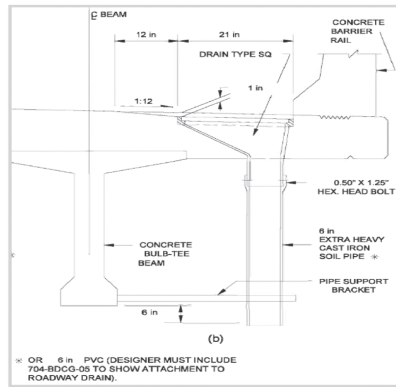 ℄ BEAM
12 in
21 in
CONCRETE
BARRIER
RAIL
DRAIN TYPE SQ
1 in
1:12
0.50" X 1.25"
HEX. HEAD BOLT
6 in
EXTRA HEAVY
CAST IRON
SOIL PIPE *
CONCRETE
BULB-TEE
BEAM
PIPE SUPPORT
BRACKET
6 in
(b)
* OR 6 in PVC (DESIGNER MUST INCLUDE
704-BDCG-05 TO SHOW ATTACHMENT TO
ROADWAY DRAIN).